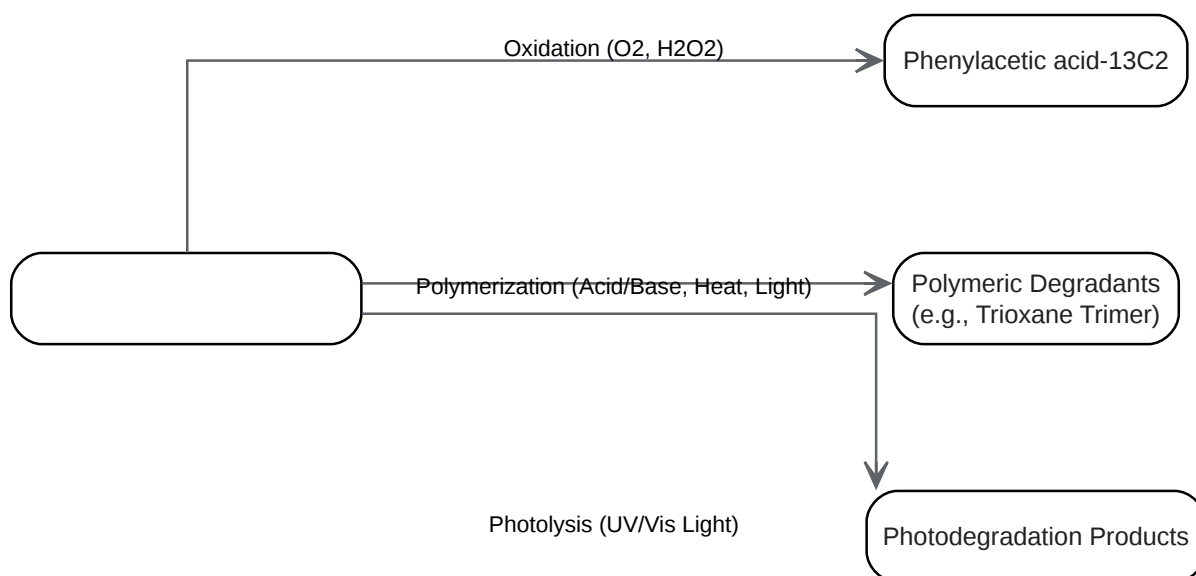 Oxidation (O2, H2O2)
Phenylacetic acid-13C2
Polymerization (Acid/Base, Heat, Light)
Polymeric Degradants
(e.g., Trioxane Trimer)
Photolysis (UV/Vis Light)
Photodegradation Products